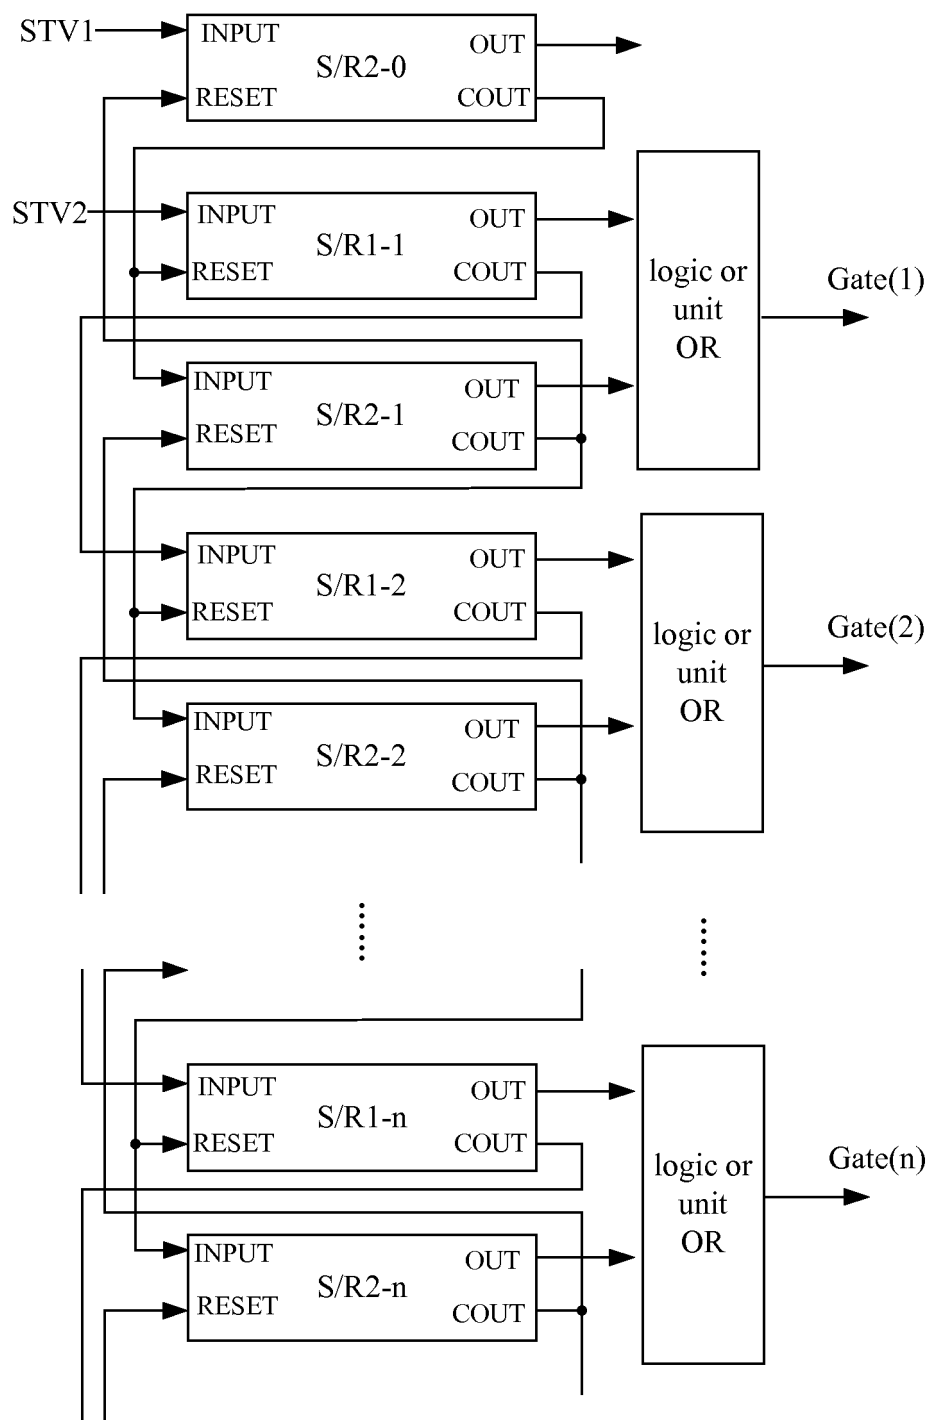 STV1
INPUT
OUT
S/R2-0
RESET
COUT
STV2
INPUT
OUT
S/R1-1
RESET
COUT
logic or
unit
OR
Gate(1)
INPUT
OUT
S/R2-1
RESET
COUT
INPUT
OUT
S/R1-2
RESET
COUT
logic or
unit
OR
Gate(2)
INPUT
OUT
S/R2-2
RESET
COUT
INPUT
OUT
S/R1-n
RESET
COUT
logic or
unit
OR
Gate(n)
INPUT
OUT
S/R2-n
RESET
COUT